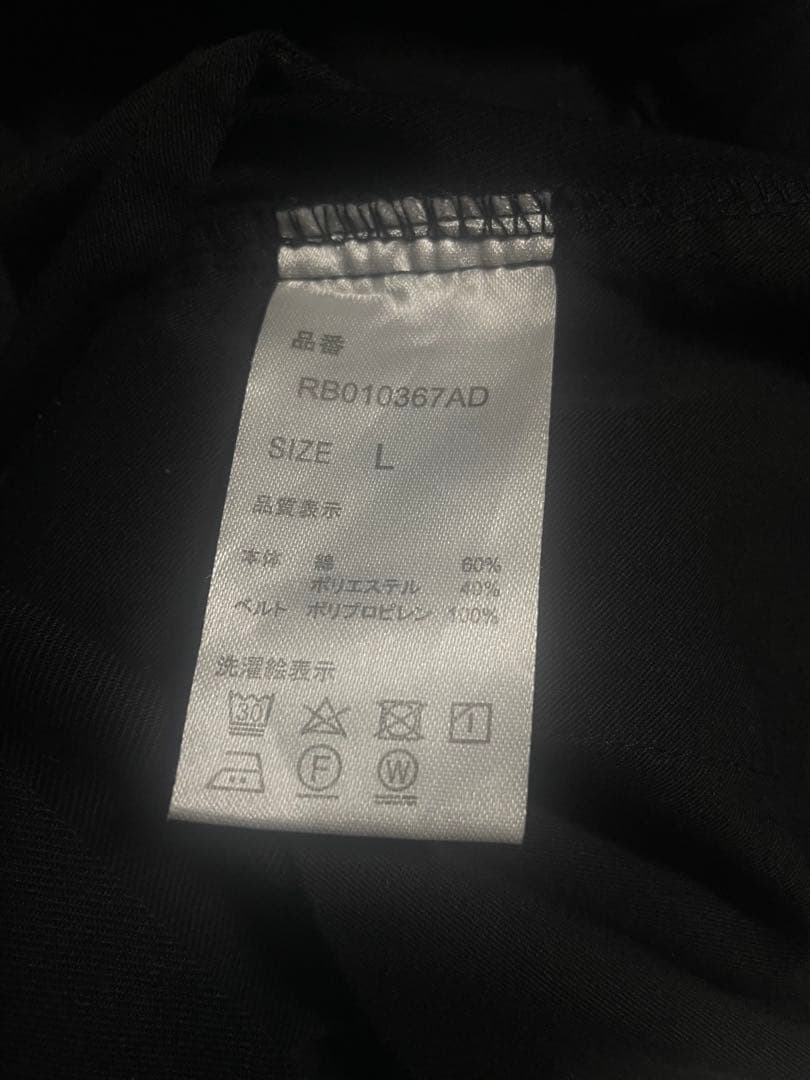 品番
RB010367AD
SIZE L
品質表示
本体 綿 60%
ポリエステル 40%
ベルト ポリプロピレン 100%
洗濯絵表示
30
F W